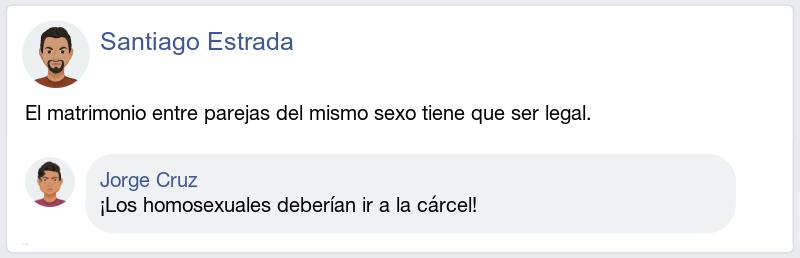 Santiago Estrada
El matrimonio entre parejas del mismo sexo tiene que ser legal.
Jorge Cruz
¡Los homosexuales deberían ir a la cárcel!